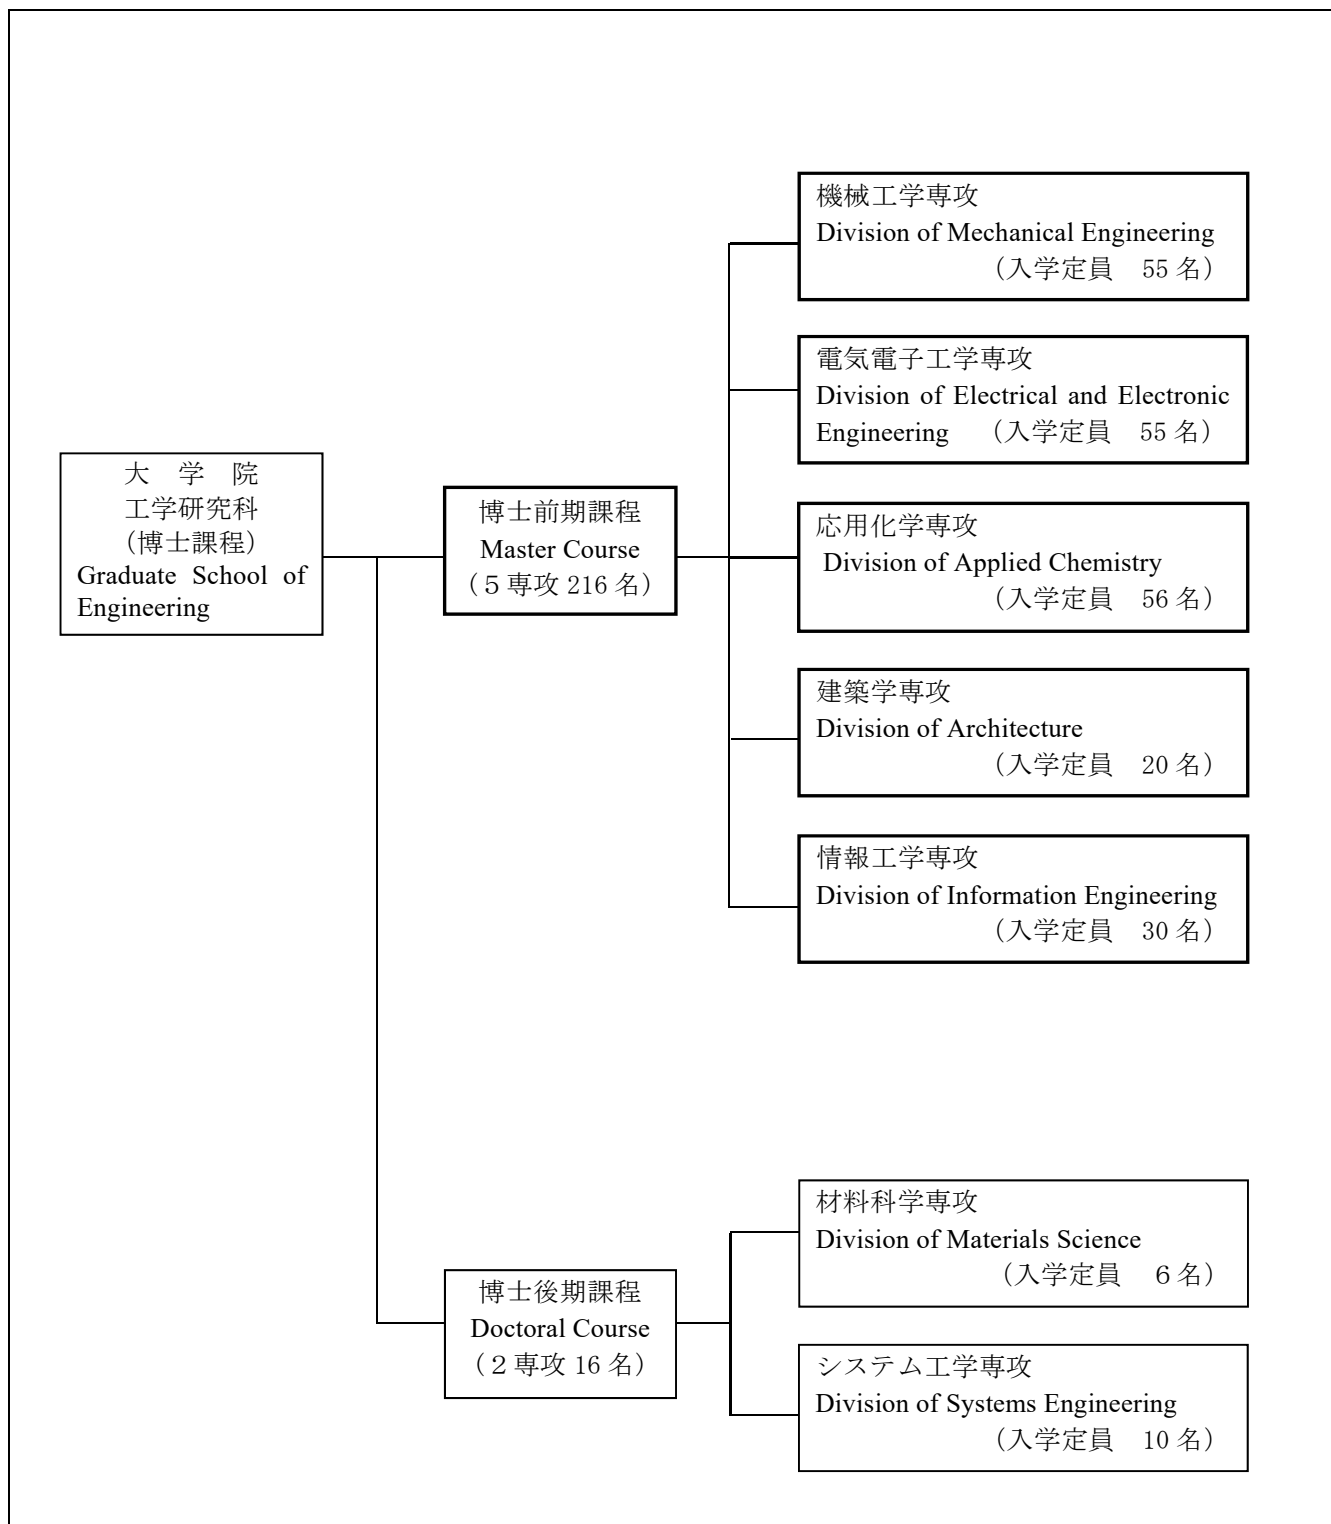 大 学 院
工学研究科
（博士課程）
Graduate School of
Engineering
博士前期課程
Master Course
（５専攻 216 名）
機械工学専攻
Division of Mechanical Engineering
（入学定員　55 名）
電気電子工学専攻
Division of Electrical and Electronic
Engineering　（入学定員　55 名）
応用化学専攻
Division of Applied Chemistry
（入学定員　56 名）
建築学専攻
Division of Architecture
（入学定員　20 名）
情報工学専攻
Division of Information Engineering
（入学定員　30 名）
博士後期課程
Doctoral Course
（２専攻 16 名）
材料科学専攻
Division of Materials Science
（入学定員　６名）
システム工学専攻
Division of Systems Engineering
（入学定員　10 名）